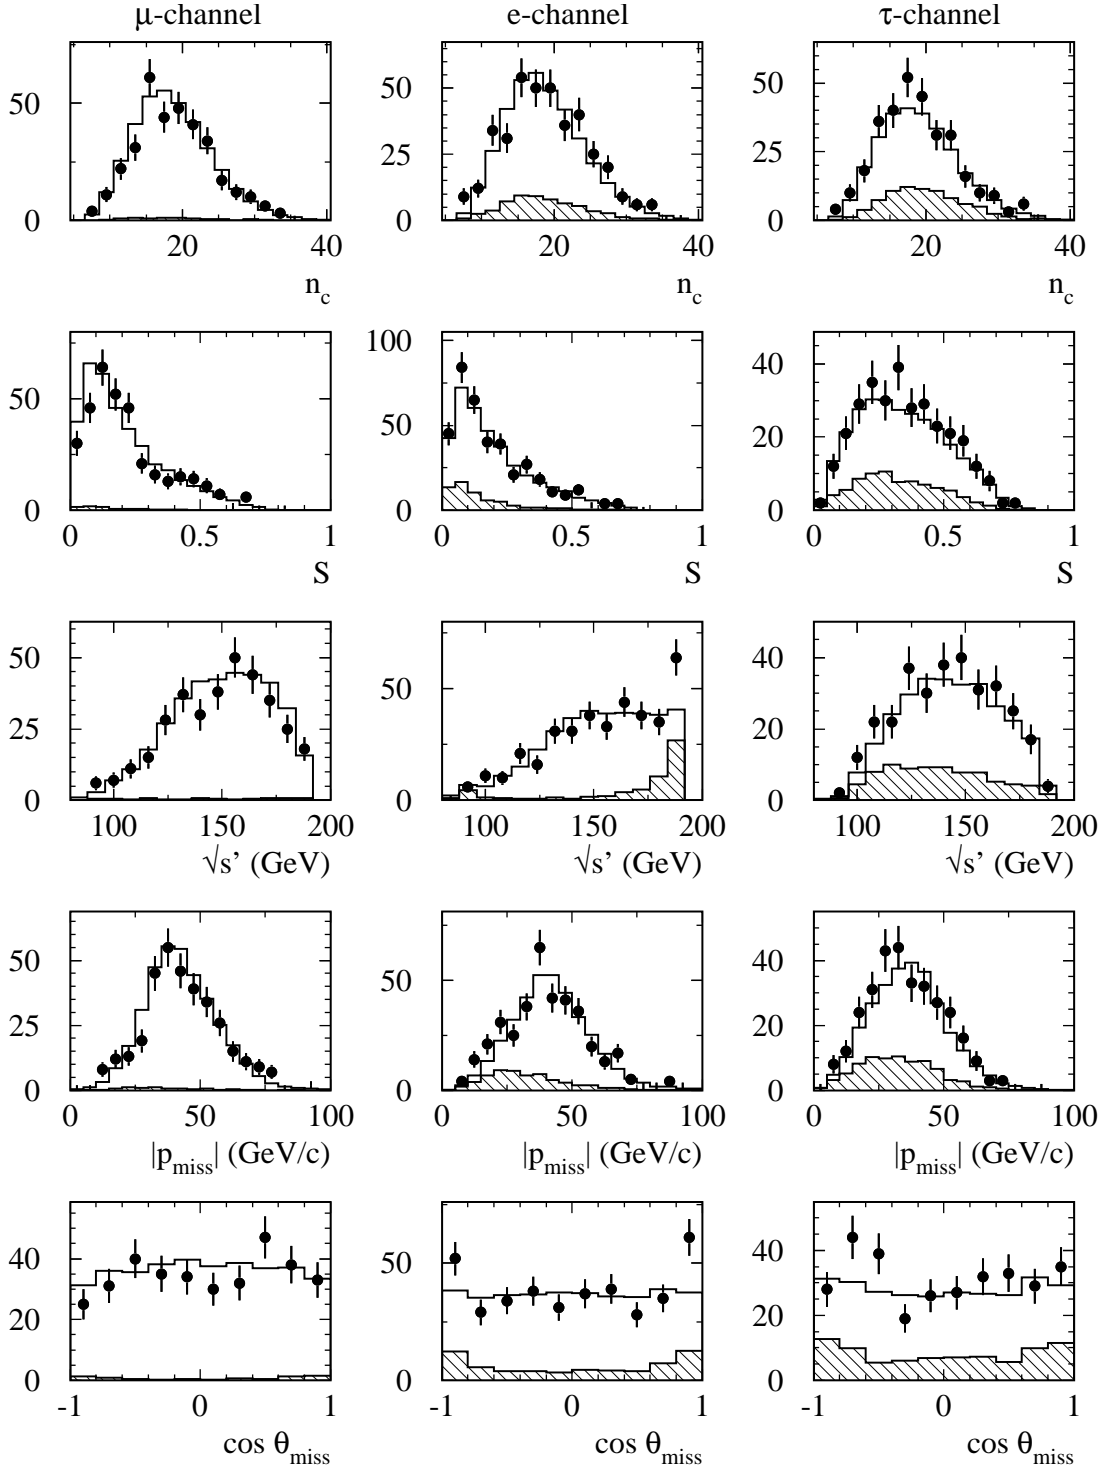 μ-channel e-channel τ-channel
50 50 50
0 25 25
20 40 0 0
n_c 20 40 20 40
n_c n_c
50 100 40
0 50 20
0 0.5 1 0 0
S 0 0.5 1 0 0.5 1
S S
50 50 40
25 0 20
0 100 150 200 0
100 150 200 √s’ (GeV) 100 150 200
√s’ (GeV) √s’ (GeV)
50 50 40
25 0 20
0 0 50 100 0
0 50 100 |p_miss| (GeV/c) 0 50 100
|p_miss| (GeV/c) |p_miss| (GeV/c)
40 50 40
20 0 20
0 -1 0 1 0
-1 0 1 cos θ_miss -1 0 1
cos θ_miss cos θ_miss